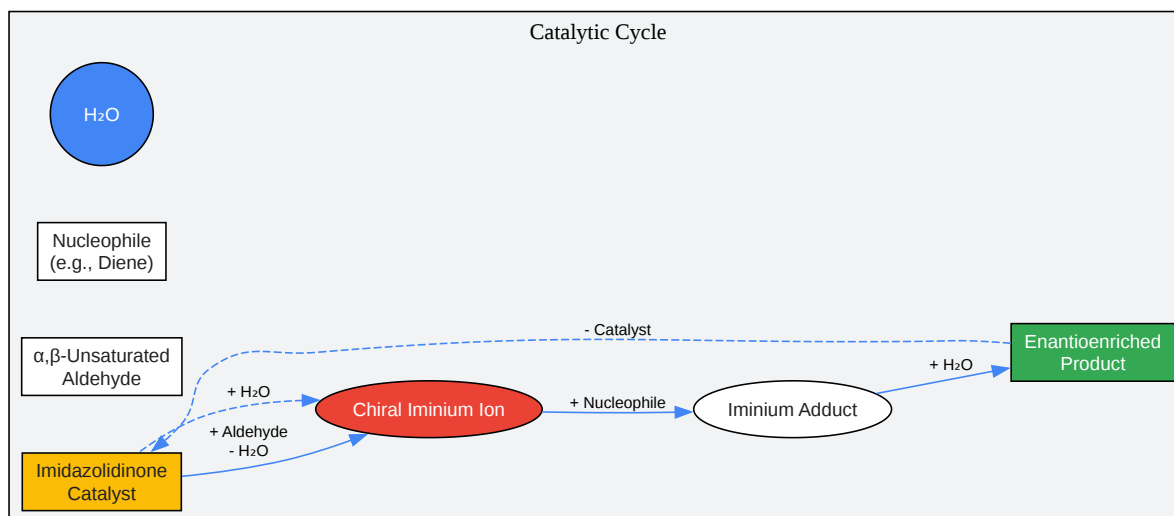 Catalytic Cycle
H₂O
Nucleophile
(e.g., Diene)
α,β-Unsaturated
Aldehyde
- Catalyst
Enantioenriched
Product
+ H₂O
+ H₂O
Chiral Iminium Ion
+ Nucleophile
Iminium Adduct
+ Aldehyde
- H₂O
Imidazolidinone
Catalyst